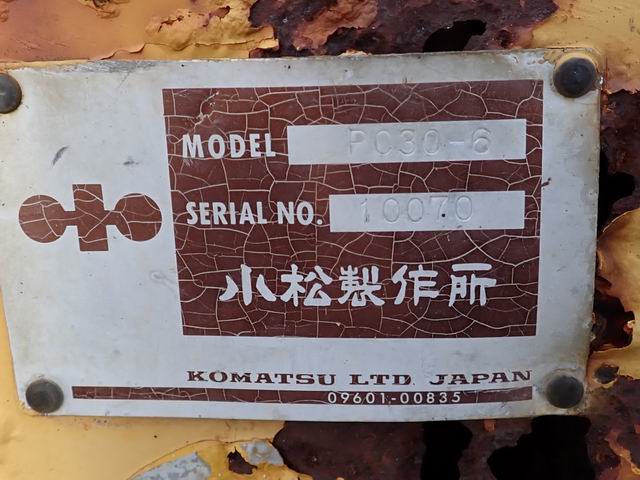 MODEL PC30-6
SERIAL NO. 10070
小松製作所
KOMATSU LTD. JAPAN
09601-00835